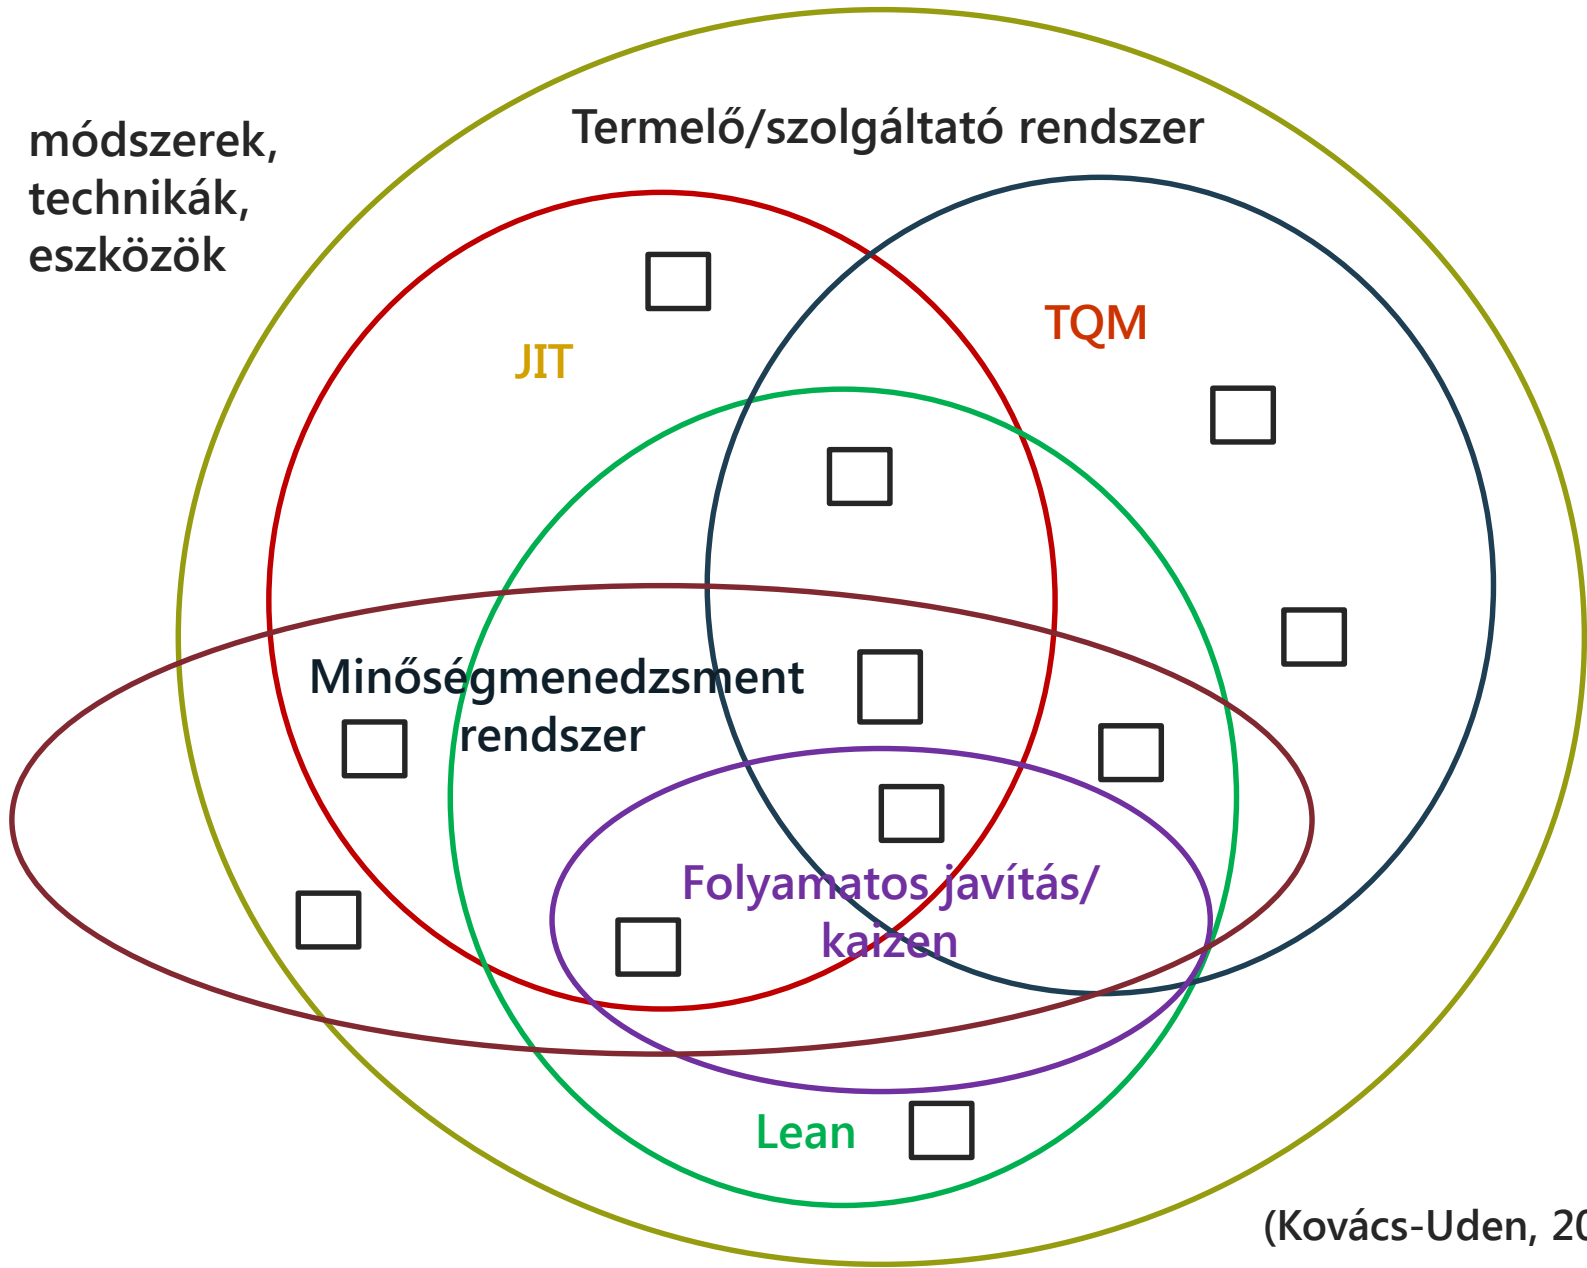 módszerek,
technikák,
eszközök
Termelő/szolgáltató rendszer
JIT
TQM
Minőségmenedzsment
rendszer
Folyamatos javítás/
kaizen
Lean
(Kovács-Uden, 20